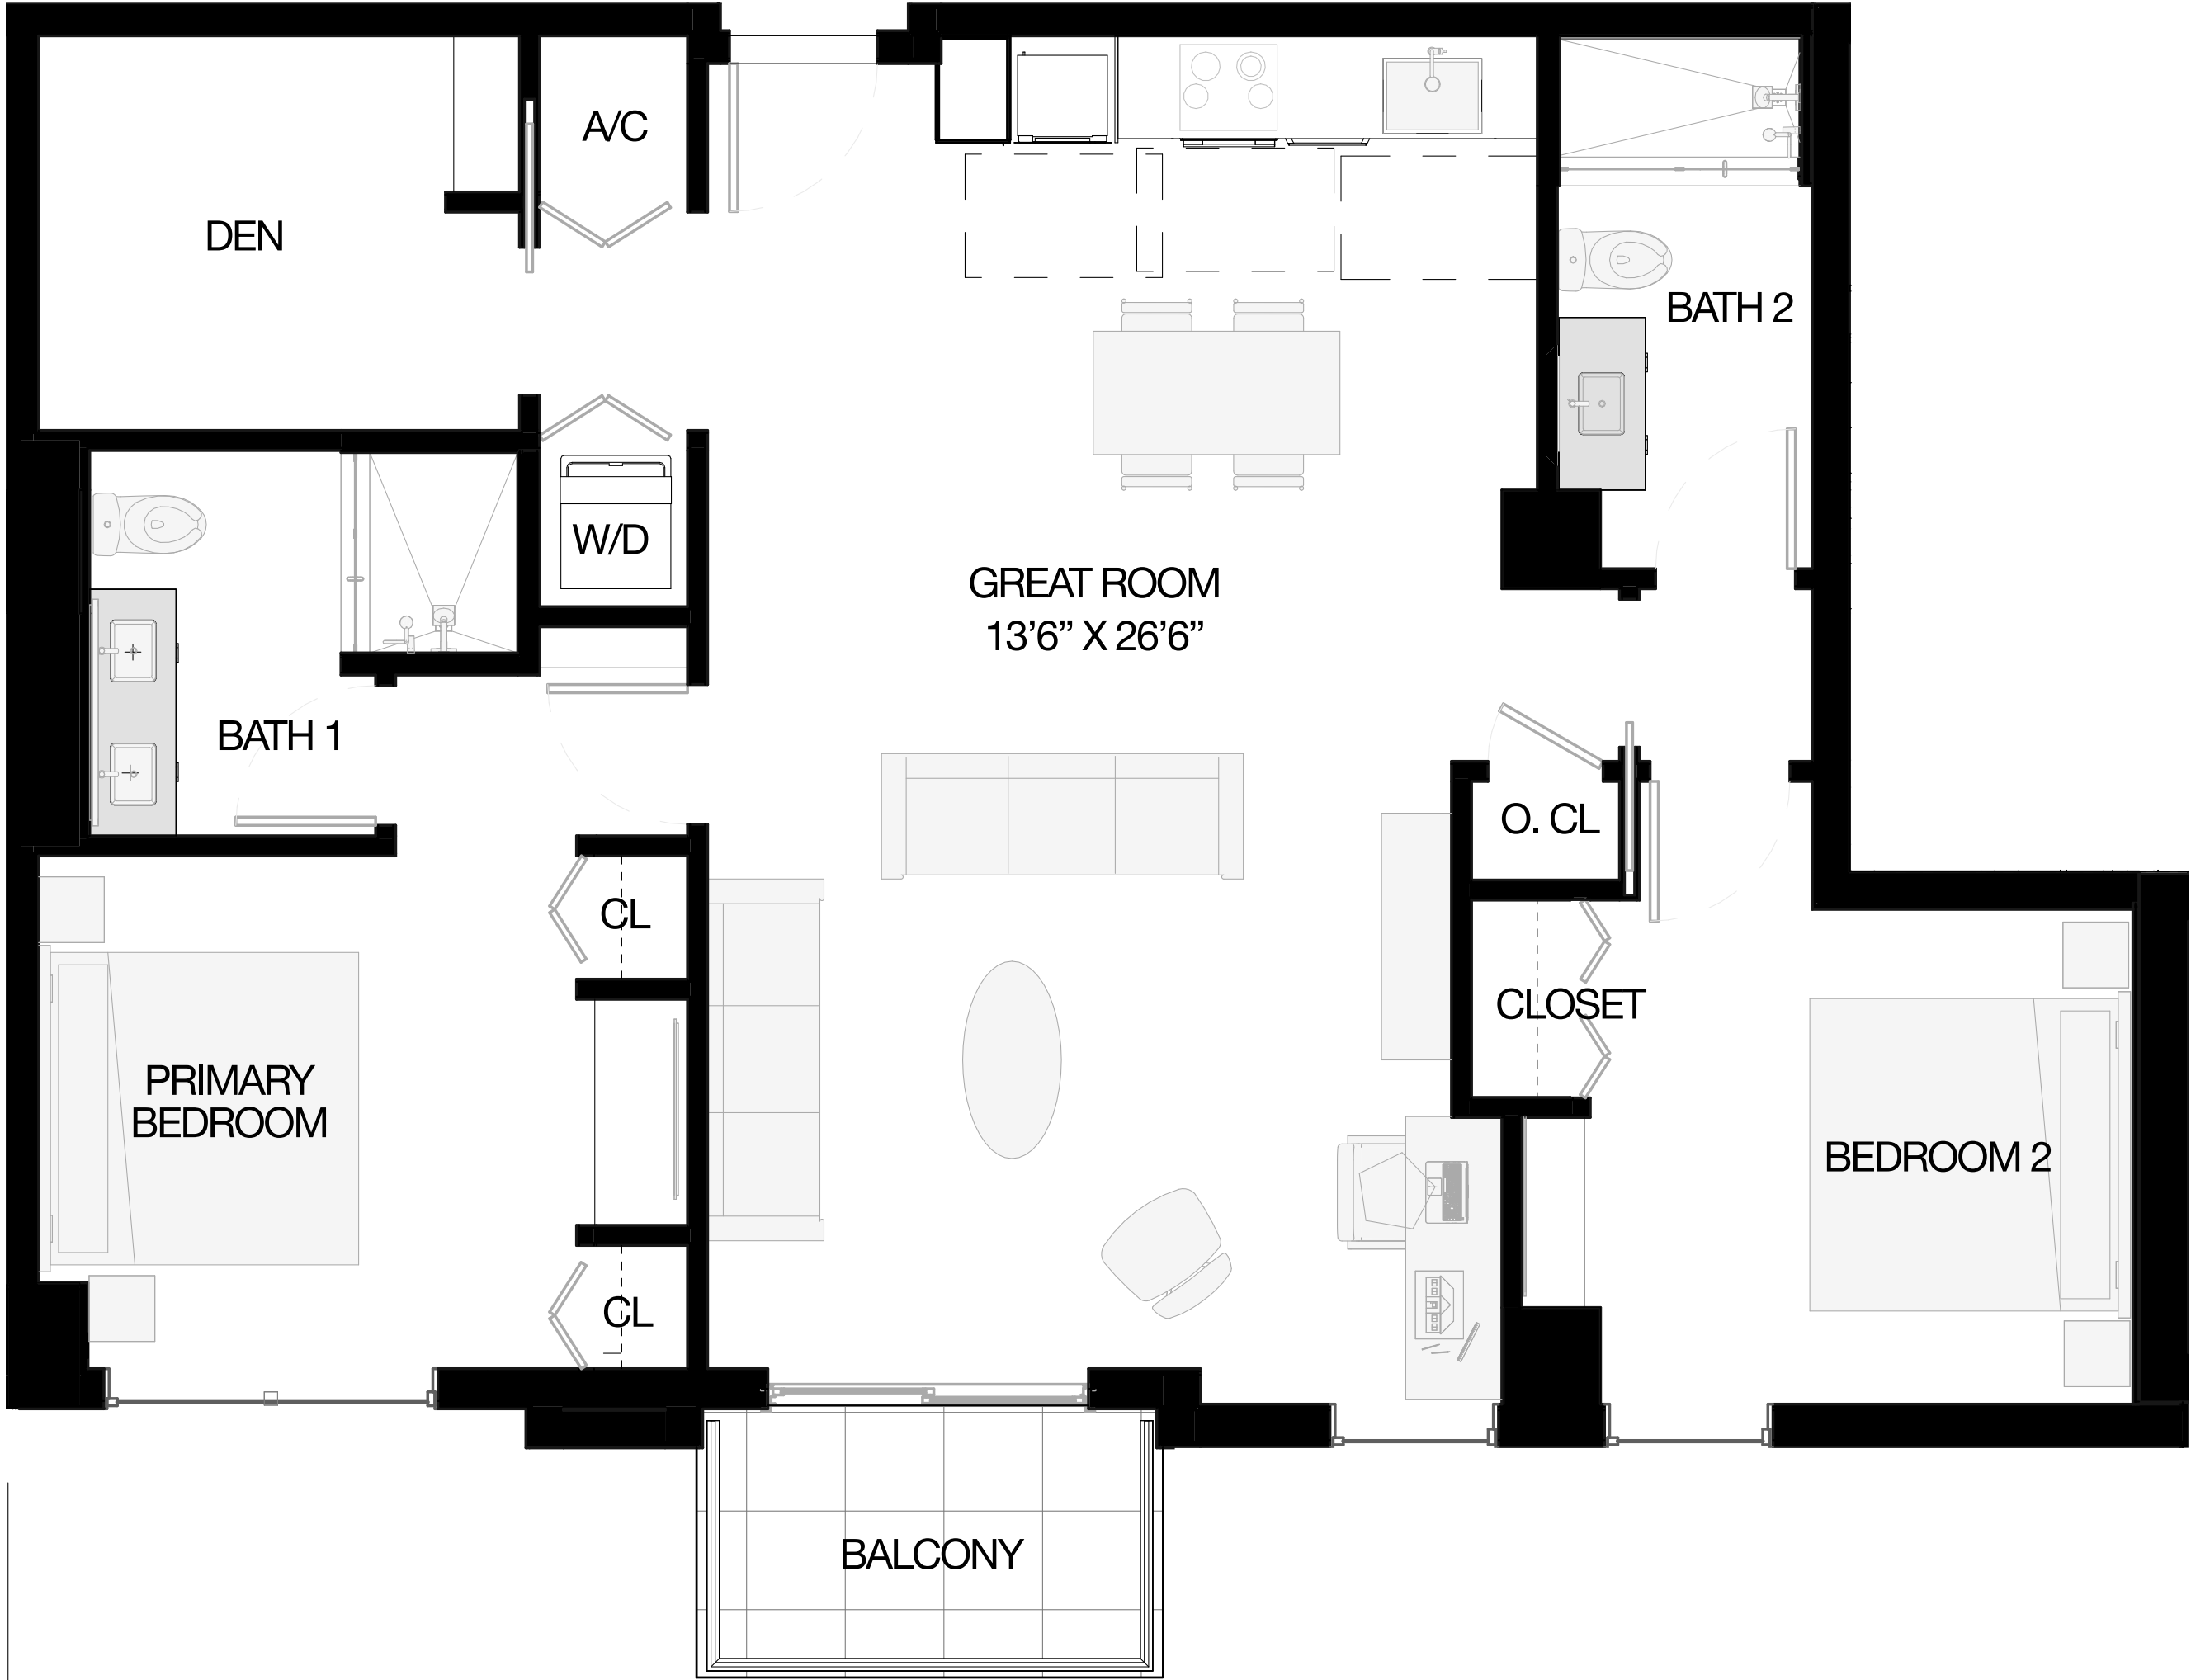 A/C
DEN
BATH 2
W/D
GREAT ROOM
13’6” X 26’6”
BATH 1
O. CL
CL
CLOSET
PRIMARY
BEDROOM
BEDROOM 2
CL
BALCONY